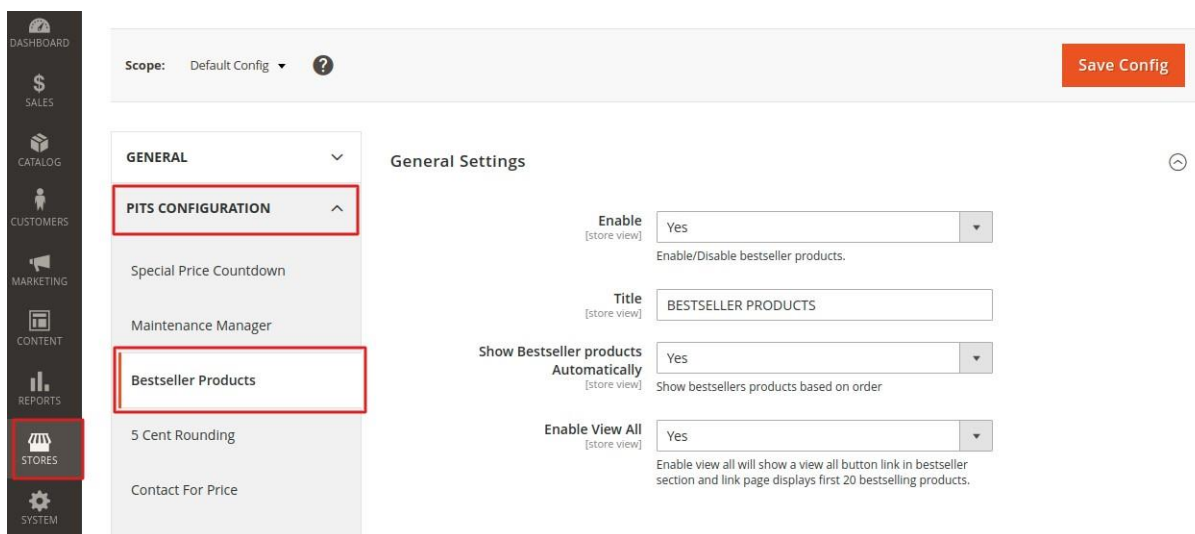 DASHBOARD
SALES
CATALOG
CUSTOMERS
MARKETING
CONTENT
REPORTS
STORES
SYSTEM
Scope: Default Config ?
Save Config
GENERAL
PITS CONFIGURATION
Special Price Countdown
Maintenance Manager
Bestseller Products
5 Cent Rounding
Contact For Price
General Settings
Enable
[store view]
Yes
Enable/Disable bestseller products.
Title
[store view]
BESTSELLER PRODUCTS
Show Bestseller products
Automatically
[store view]
Yes
Show bestsellers products based on order
Enable View All
[store view]
Yes
Enable view all will show a view all button link in bestseller
section and link page displays first 20 bestselling products.